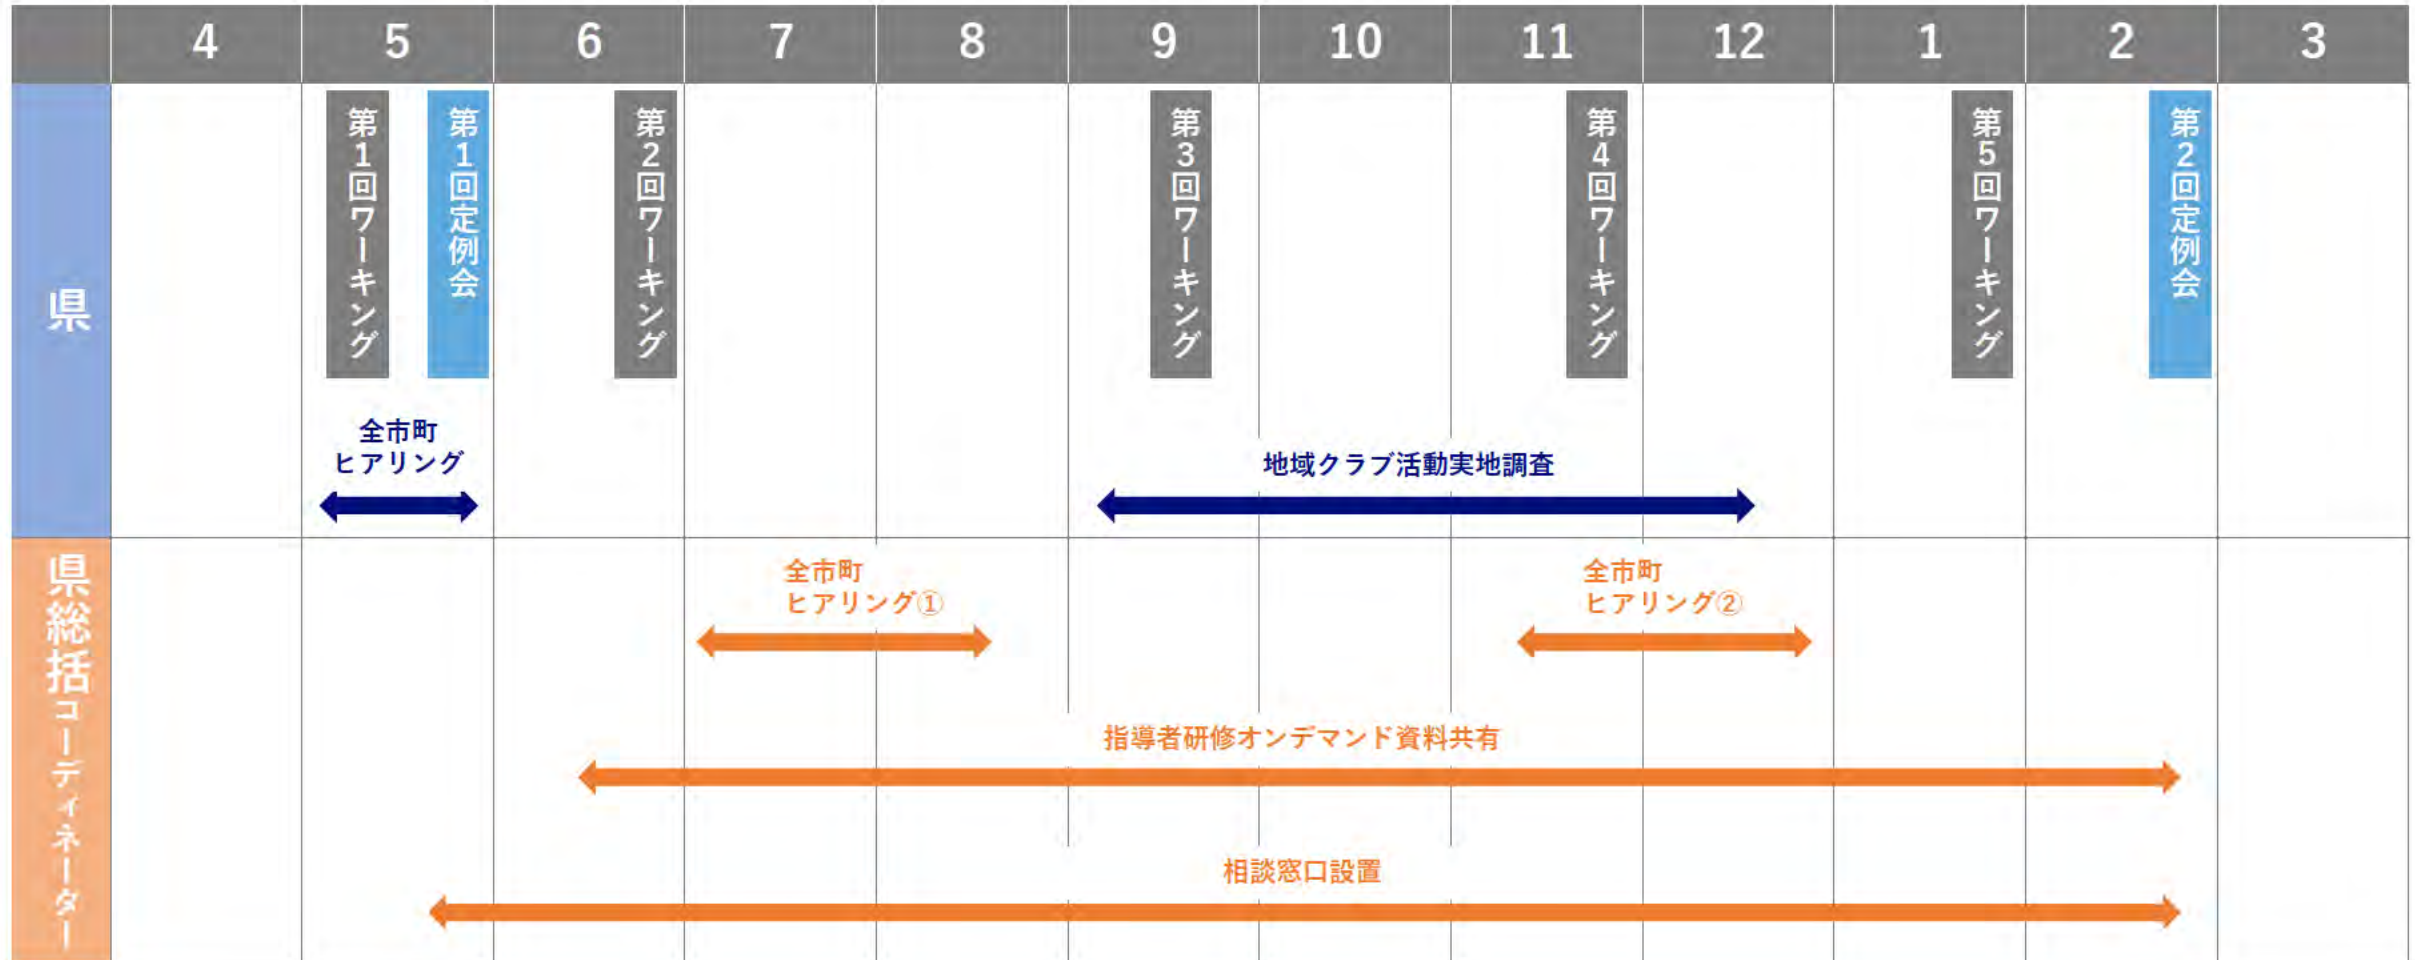 4 5 6 7 8 9 10 11 12 1 2 3
県
第1回ワーキング
第1回定例会
第2回ワーキング
第3回ワーキング
第4回ワーキング
第5回ワーキング
第2回定例会
全市町
ヒアリング
地域クラブ活動実地調査
県総括コーディネーター
全市町
ヒアリング①
全市町
ヒアリング②
指導者研修オンデマンド資料共有
相談窓口設置